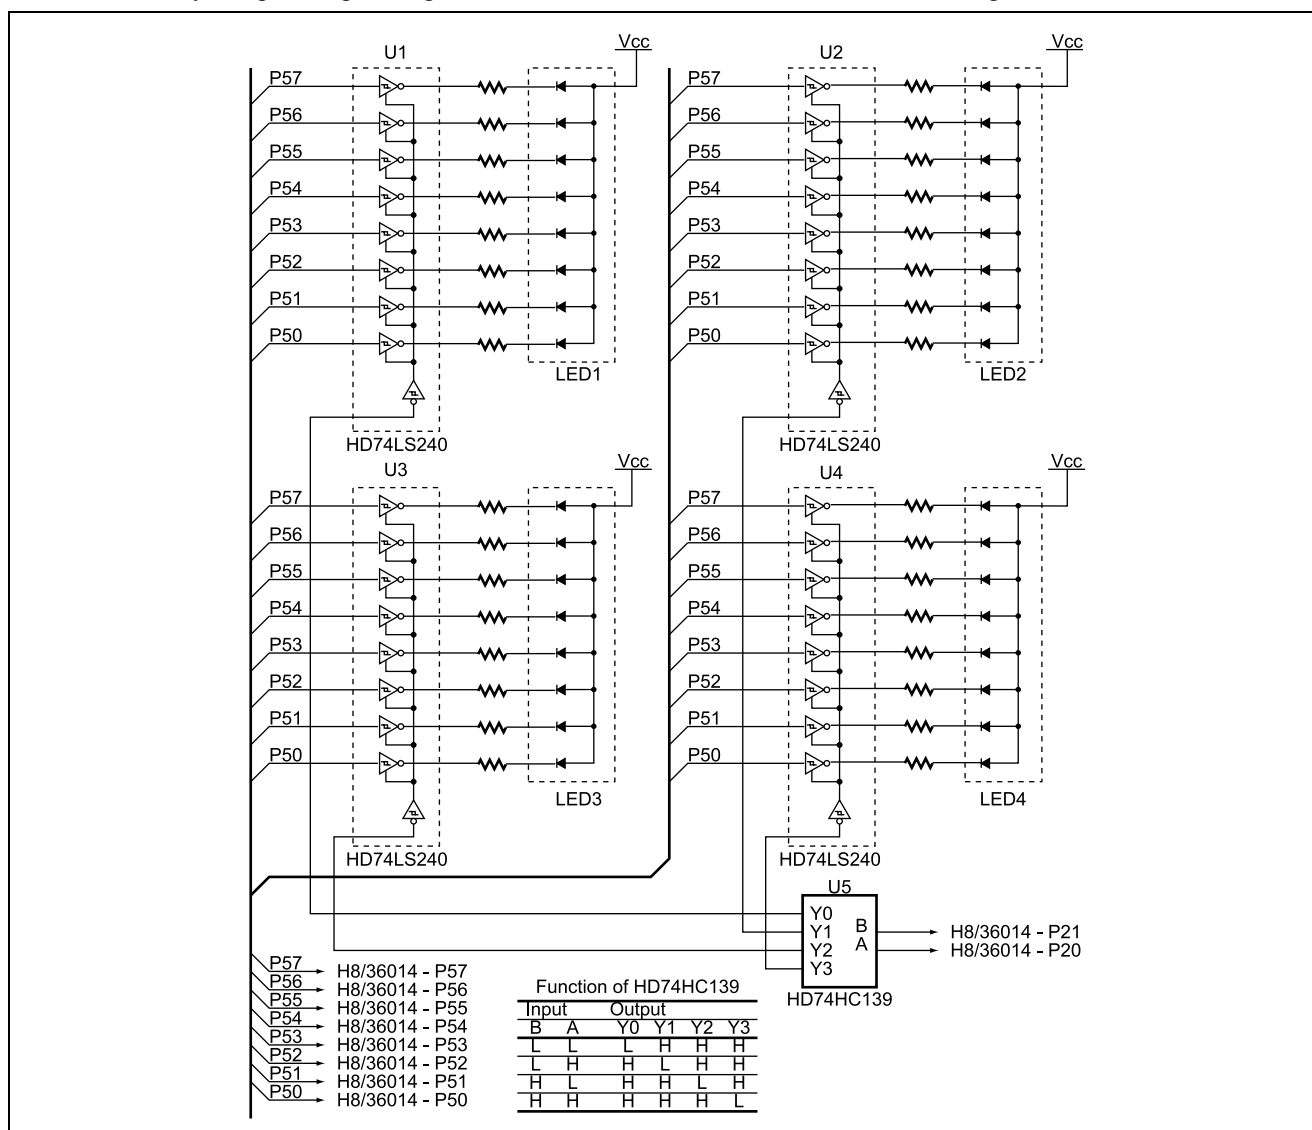 U1
Vcc
P57
P56
P55
P54
P53
P52
P51
P50
LED1
HD74LS240
U2
Vcc
P57
P56
P55
P54
P53
P52
P51
P50
LED2
HD74LS240
U3
Vcc
P57
P56
P55
P54
P53
P52
P51
P50
LED3
HD74LS240
U4
Vcc
P57
P56
P55
P54
P53
P52
P51
P50
LED4
HD74LS240
U5
Y0
Y1 B
Y2 A
Y3
HD74HC139
H8/36014 - P21
H8/36014 - P20
P57 H8/36014 - P57
P56 H8/36014 - P56
P55 H8/36014 - P55
P54 H8/36014 - P54
P53 H8/36014 - P53
P52 H8/36014 - P52
P51 H8/36014 - P51
P50 H8/36014 - P50
Function of HD74HC139
Input Output
B A Y0 Y1 Y2 Y3
L L L H H H
L H H L H H
H L H H L H
H H H H H L